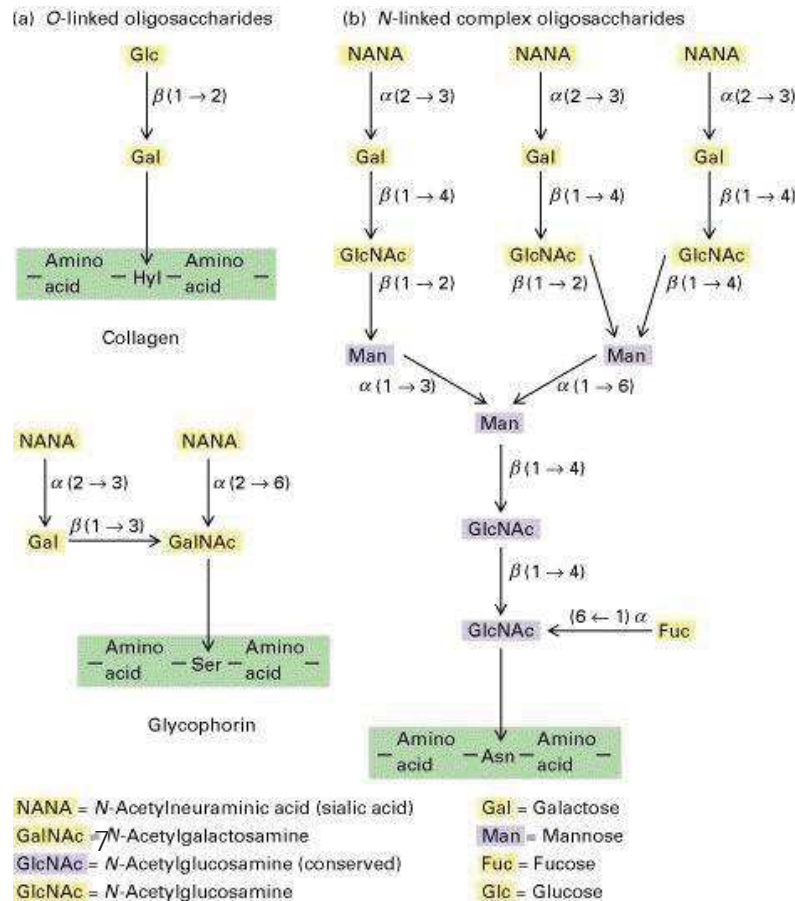 (a) O-linked oligosaccharides
Glc
β(1 → 2)
Gal
Amino acid – Hyl – Amino acid
Collagen
NANA NANA
α(2 → 3) α(2 → 6)
β(1 → 3)
Gal GalNAc
Amino acid – Ser – Amino acid
Glycophorin
(b) N-linked complex oligosaccharides
NANA NANA NANA
α(2 → 3) α(2 → 3) α(2 → 3)
Gal Gal Gal
β(1 → 4) β(1 → 4) β(1 → 4)
GlcNAc GlcNAc GlcNAc
β(1 → 2) β(1 → 2) β(1 → 4)
Man Man
α(1 → 3) α(1 → 6)
Man
β(1 → 4)
GlcNAc
β(1 → 4)
GlcNAc (6 ← 1) α Fuc
Amino acid – Asn – Amino acid
NANA = N-Acetylneuraminic acid (sialic acid)
GalNAc = N-Acetylgalactosamine
7
GlcNAc = N-Acetylglucosamine (conserved)
GlcNAc = N-Acetylglucosamine
Gal = Galactose
Man = Mannose
Fuc = Fucose
Glc = Glucose